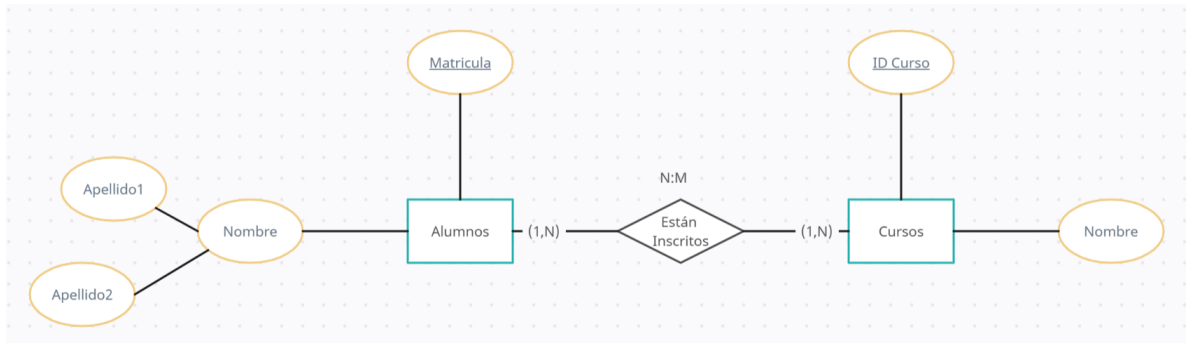 Matricula
ID Curso
N:M
Apellido1
Nombre
Alumnos
(1,N)
Están
Inscritos
(1,N)
Cursos
Nombre
Apellido2